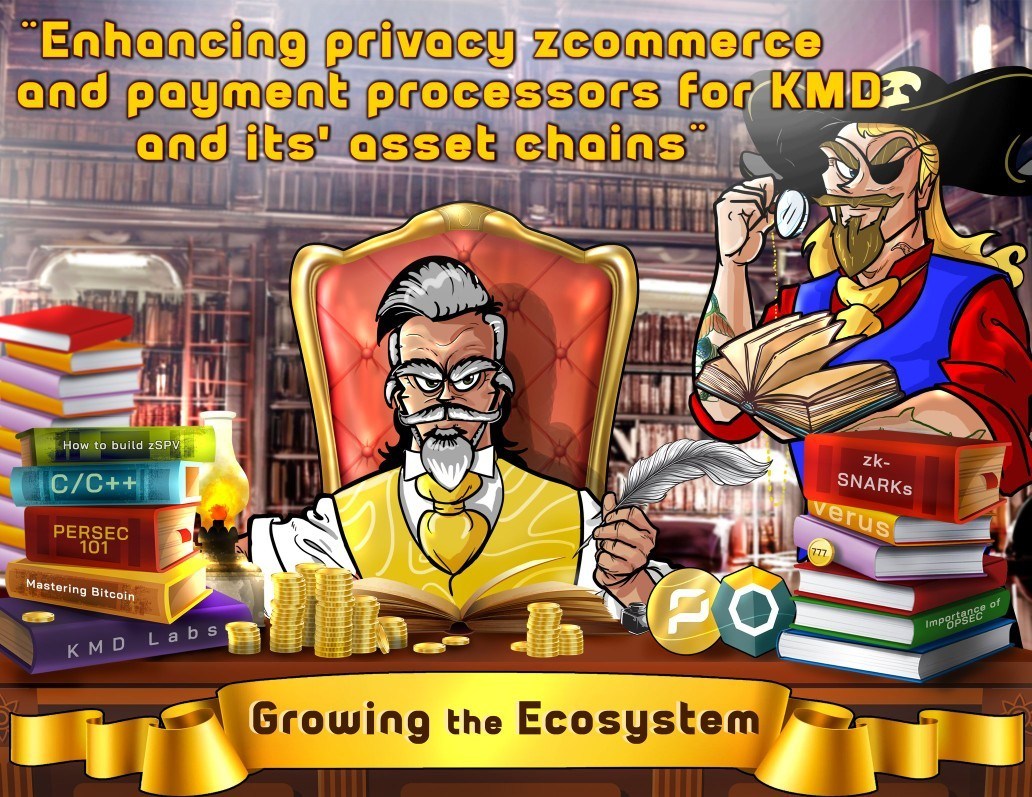 ¨Enhancing privacy zcommerce
and payment processors for KMD
and its' asset chains¨
How to build zSPV
C/C++
PERSEC
101
Mastering Bitcoin
KMD Labs
zk-
SNARKs
verus
777
Importance of
OPSEC
Growing the Ecosystem